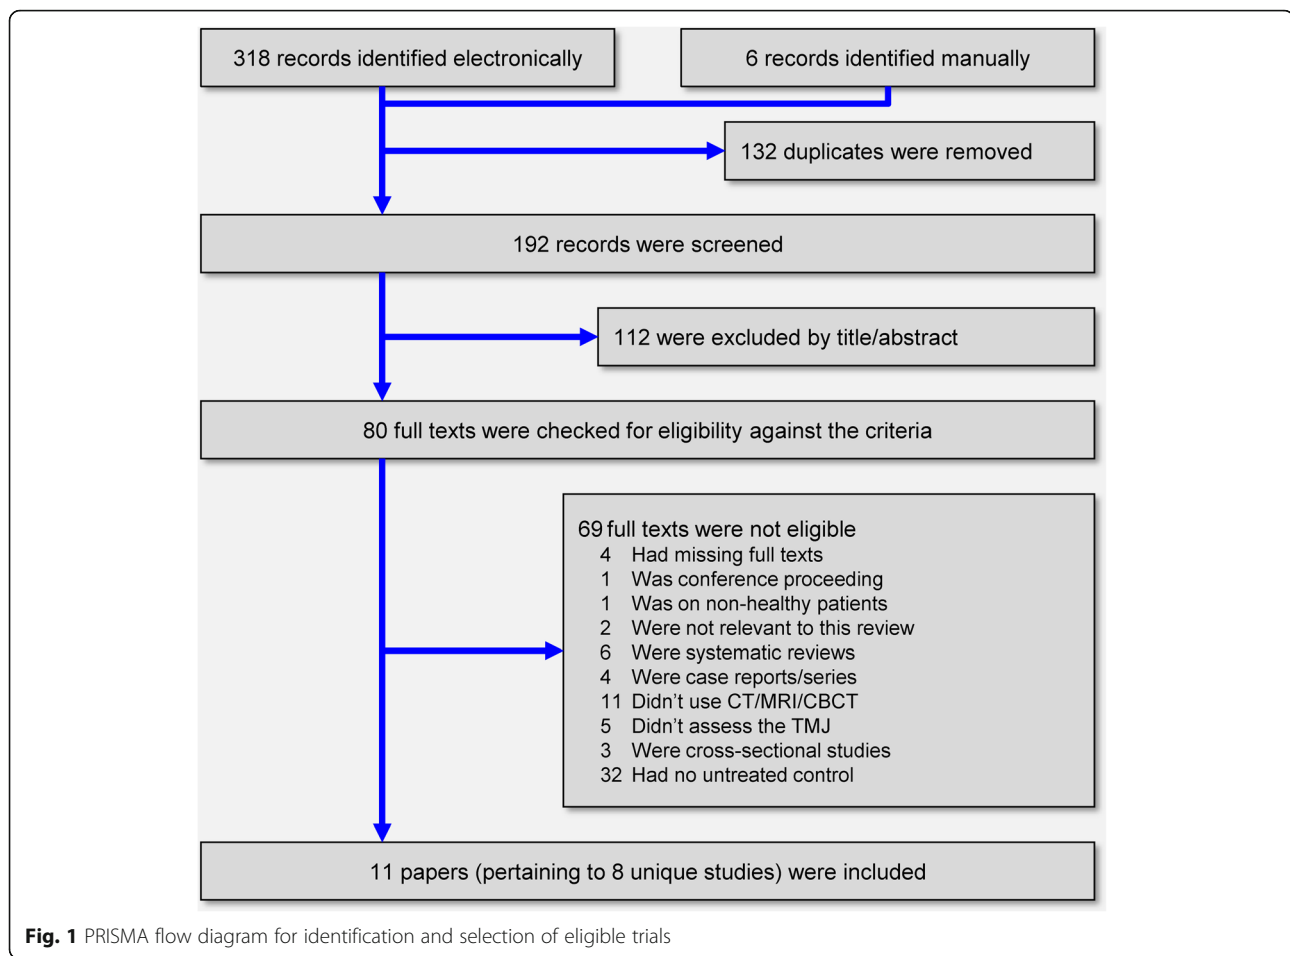 318 records identified electronically
6 records identified manually
132 duplicates were removed
192 records were screened
112 were excluded by title/abstract
80 full texts were checked for eligibility against the criteria
69 full texts were not eligible
4 Had missing full texts
1 Was conference proceeding
1 Was on non-healthy patients
2 Were not relevant to this review
6 Were systematic reviews
4 Were case reports/series
11 Didn't use CT/MRI/CBCT
5 Didn't assess the TMJ
3 Were cross-sectional studies
32 Had no untreated control
11 papers (pertaining to 8 unique studies) were included
Fig. 1 PRISMA flow diagram for identification and selection of eligible trials